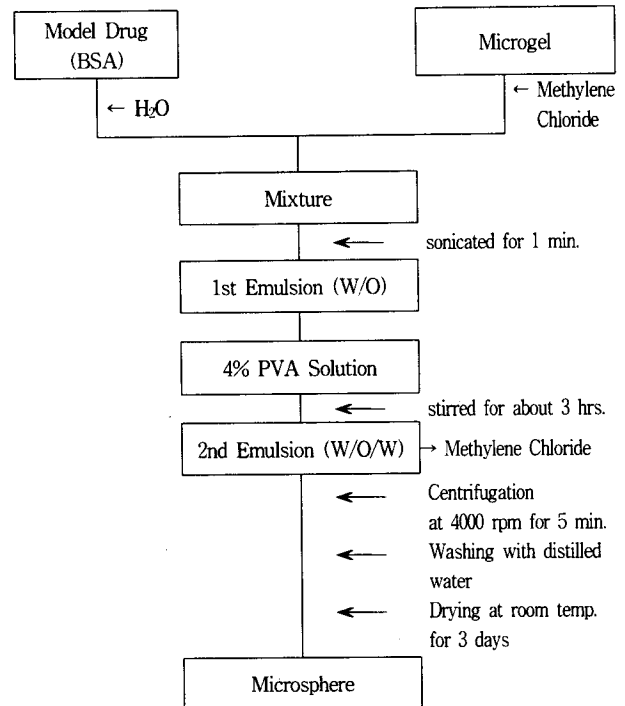 Model Drug
(BSA)
Microgel
← H₂O
← Methylene
Chloride
Mixture
sonicated for 1 min.
1st Emulsion (W/O)
4% PVA Solution
stirred for about 3 hrs.
2nd Emulsion (W/O/W)
→ Methylene Chloride
Centrifugation
at 4000 rpm for 5 min.
Washing with distilled
water
Drying at room temp.
for 3 days
Microsphere